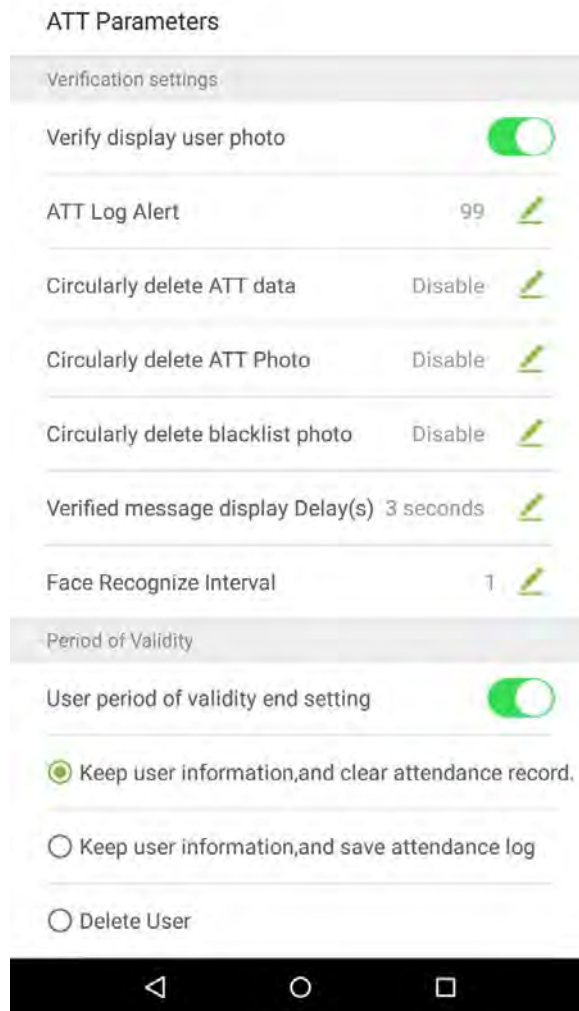 ATT Parameters
Verification settings
Verify display user photo
ATT Log Alert 99
Circularly delete ATT data Disable
Circularly delete ATT Photo Disable
Circularly delete blacklist photo Disable
Verified message display Delay(s) 3 seconds
Face Recognize Interval 1
Period of Validity
User period of validity end setting
Keep user information,and clear attendance record.
Keep user information,and save attendance log
Delete User